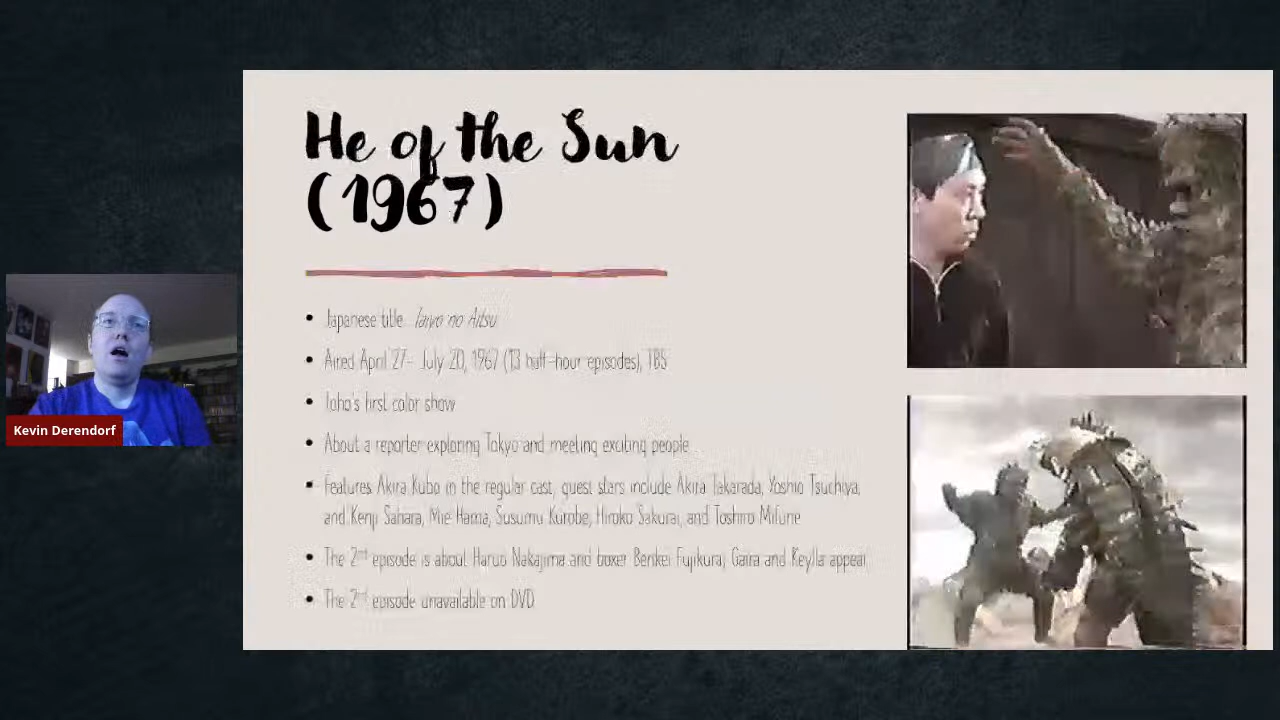 He of the Sun
(1967)
• Japanese title: Taiyo no Aitsu
• Aired April 27- July 20, 1967 (13 half-hour episodes), TBS
• Toho's first color show
• About a reporter exploring Tokyo and meeting exciting people
• Features Akira Kubo in the regular cast, guest stars include Akira Takarada, Yoshio Tsuchiya,
and Kenji Sahara, Mie Hama, Susumu Kurobe, Hiroko Sakurai, and Toshiro Mifune
• The 2nd episode is about Haruo Nakajima and boxer Benkei Fujikura, Gaira and Keylla appear
• The 2nd episode unavailable on DVD
Kevin Derendorf